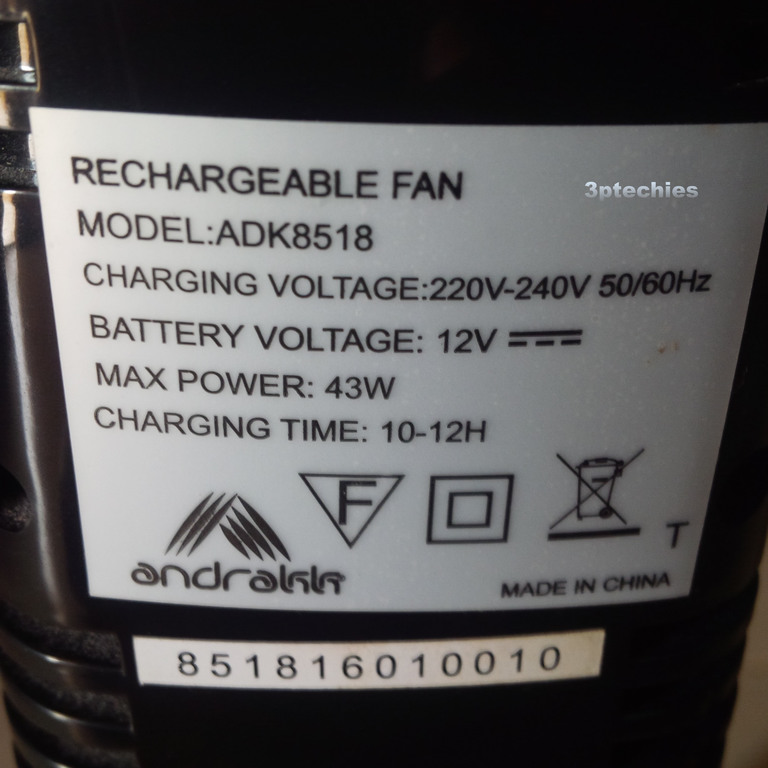 RECHARGEABLE FAN
3ptechies
MODEL:ADK8518
CHARGING VOLTAGE:220V-240V 50/60Hz
BATTERY VOLTAGE: 12V
MAX POWER: 43W
CHARGING TIME: 10-12H
F
T
andrakk
MADE IN CHINA
851816010010